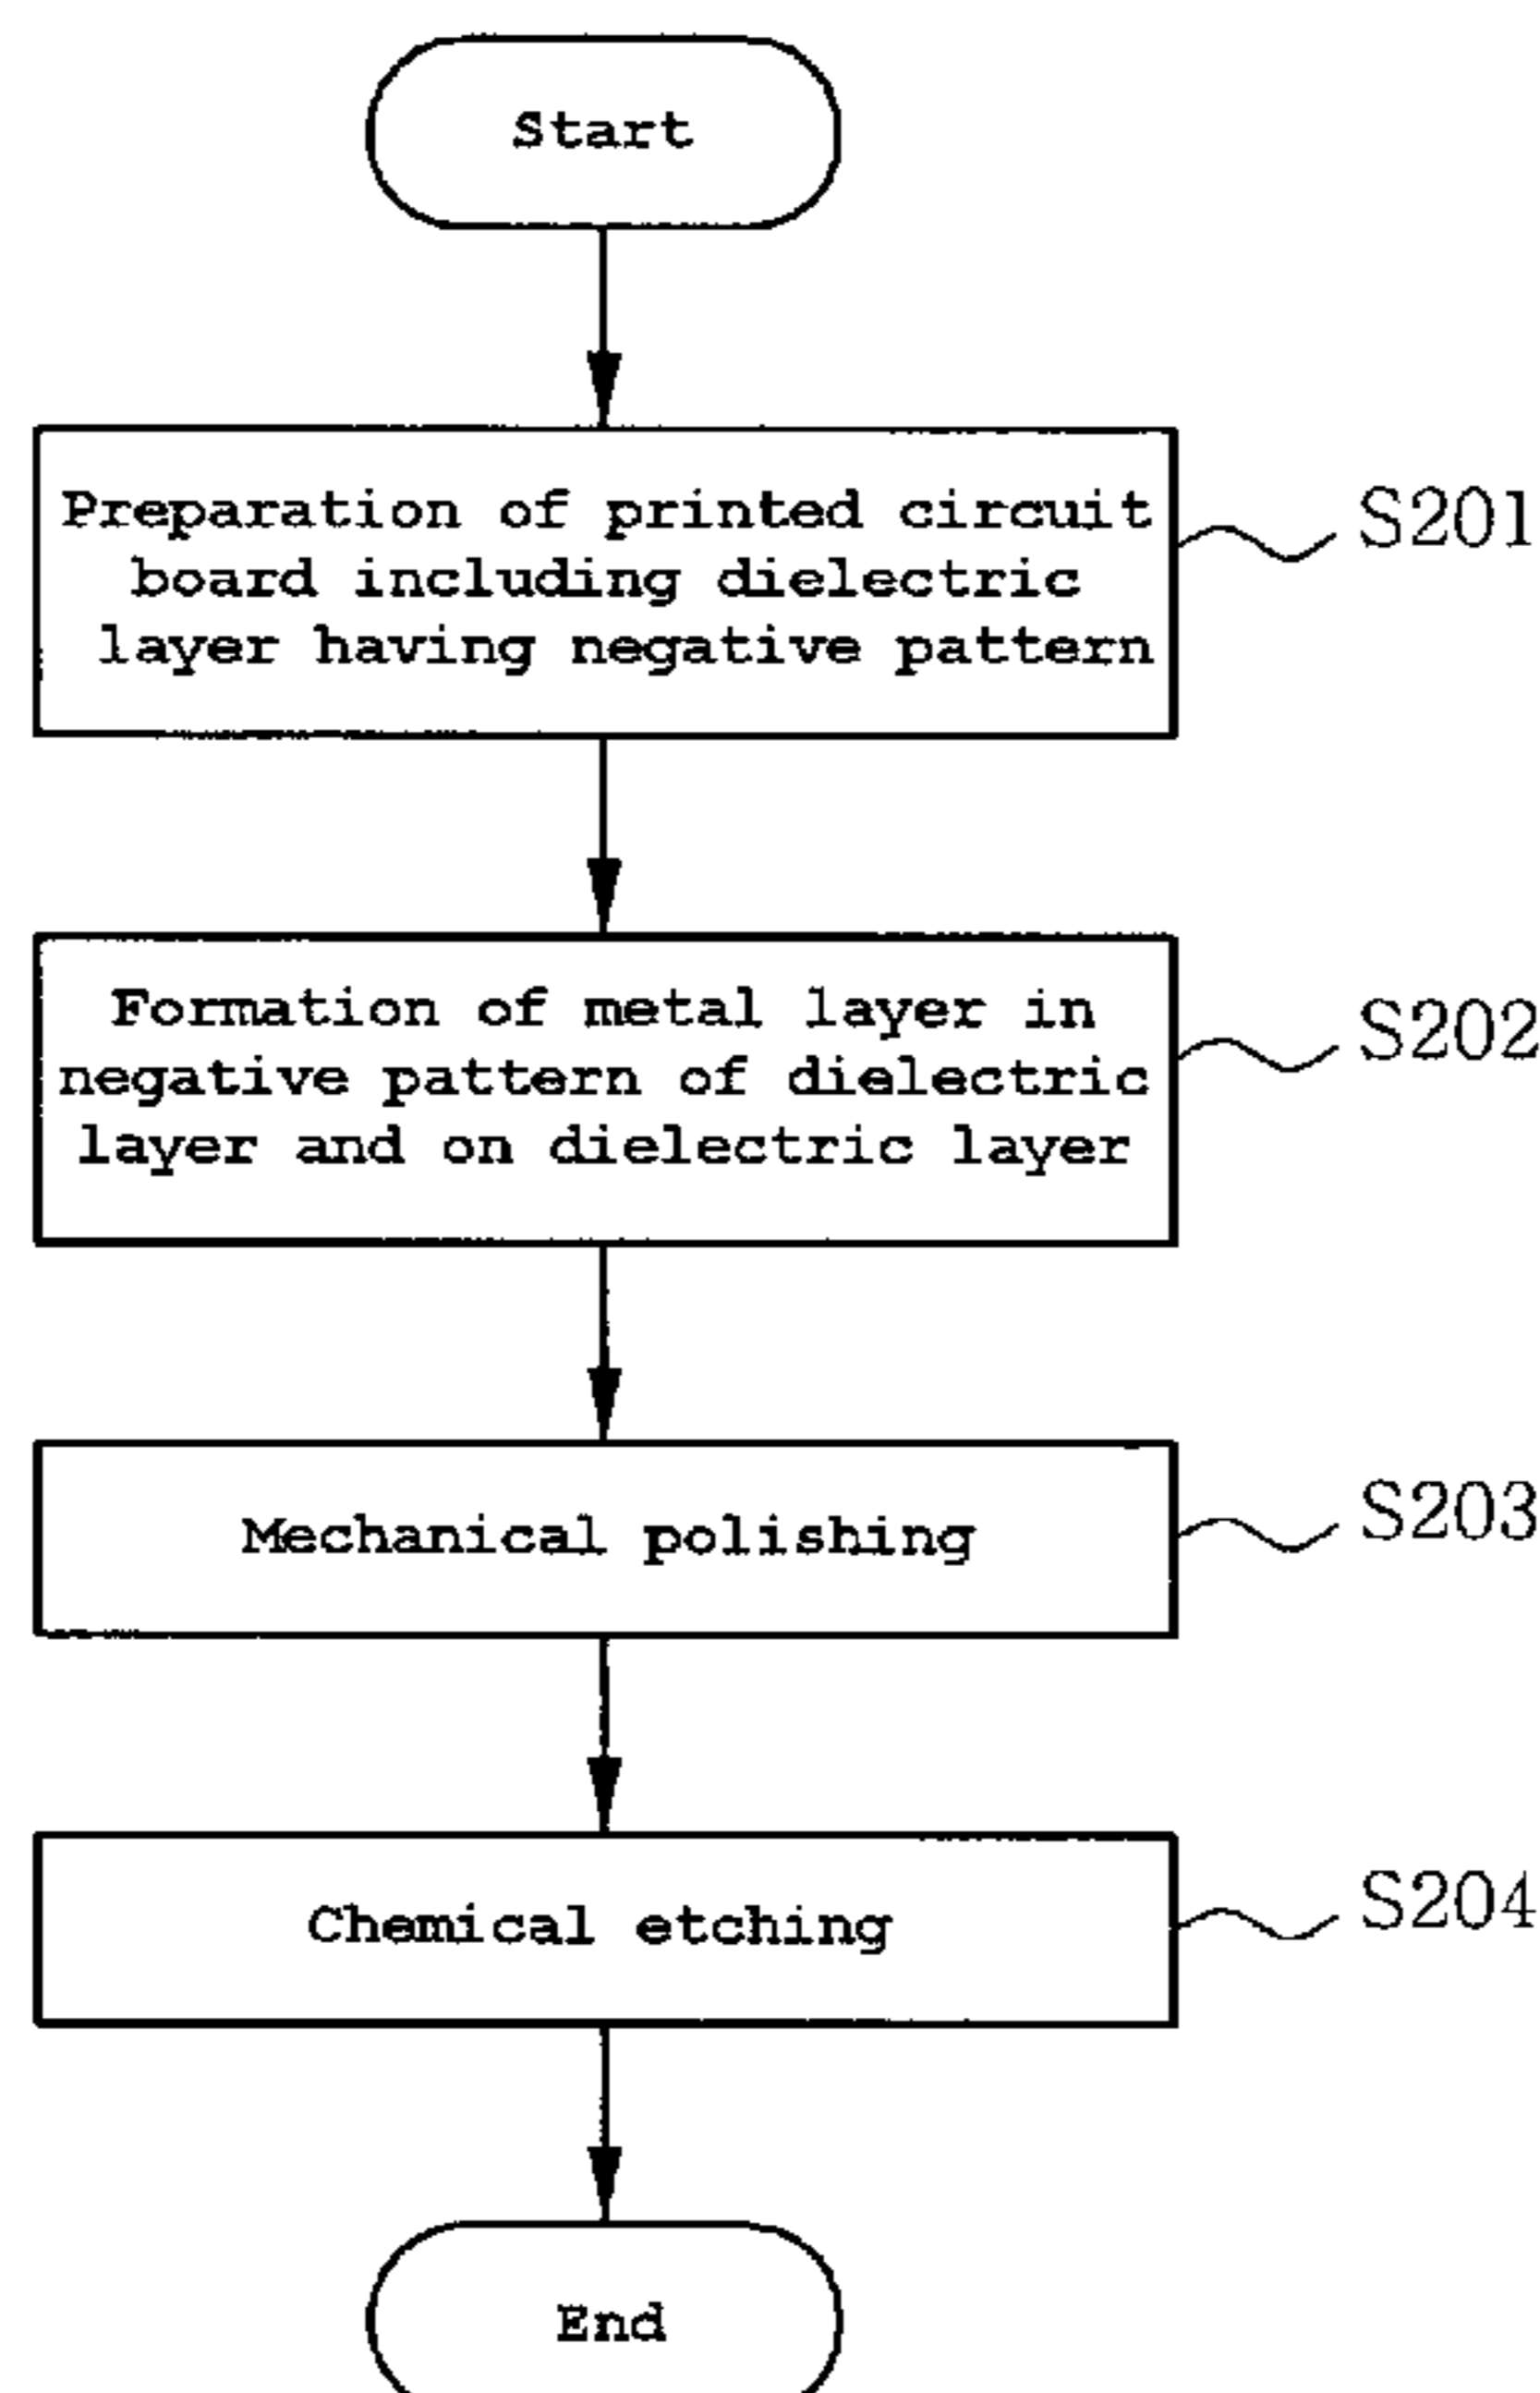 Start
Preparation of printed circuit
board including dielectric
layer having negative pattern
S201
Formation of metal layer in
negative pattern of dielectric
layer and on dielectric layer
S202
Mechanical polishing
S203
Chemical etching
S204
End